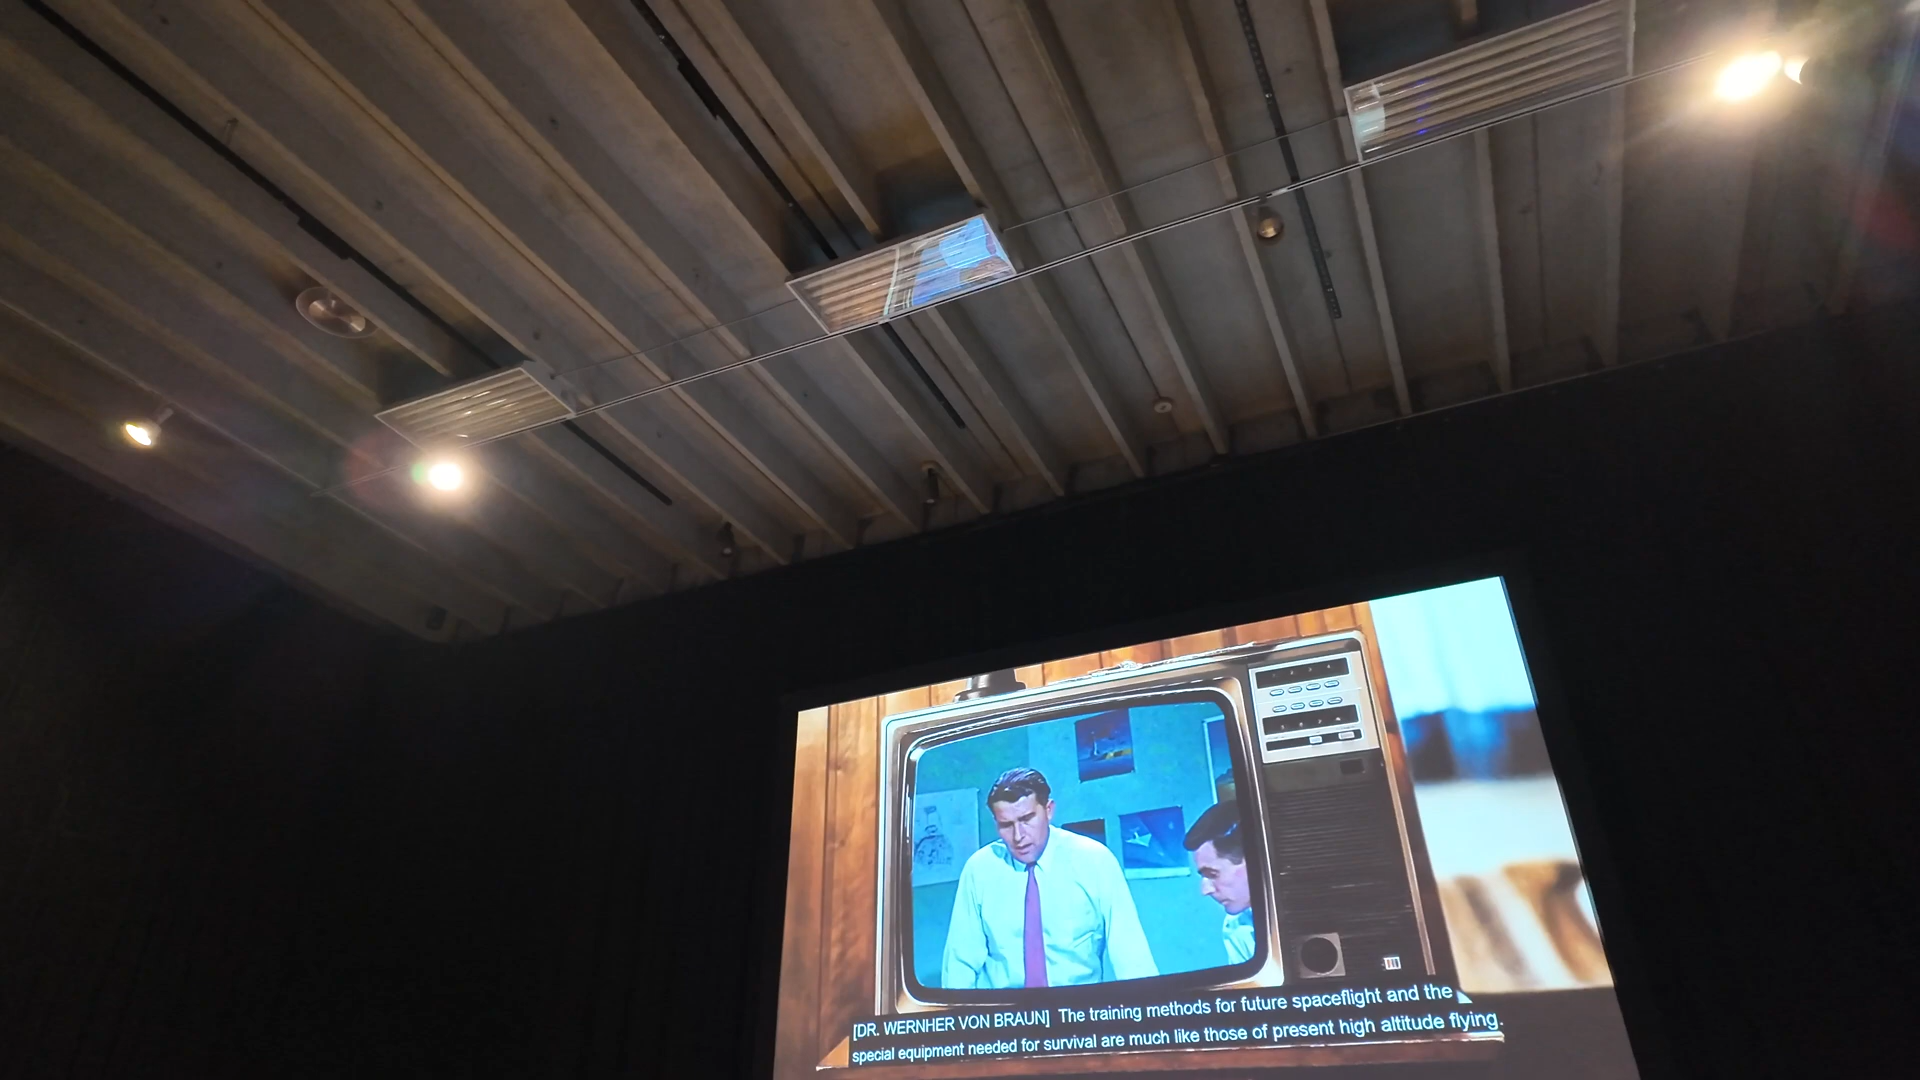 [DR. WERNHER VON BRAUN] The training methods for future spaceflight and the
special equipment needed for survival are much like those of present high altitude flying.